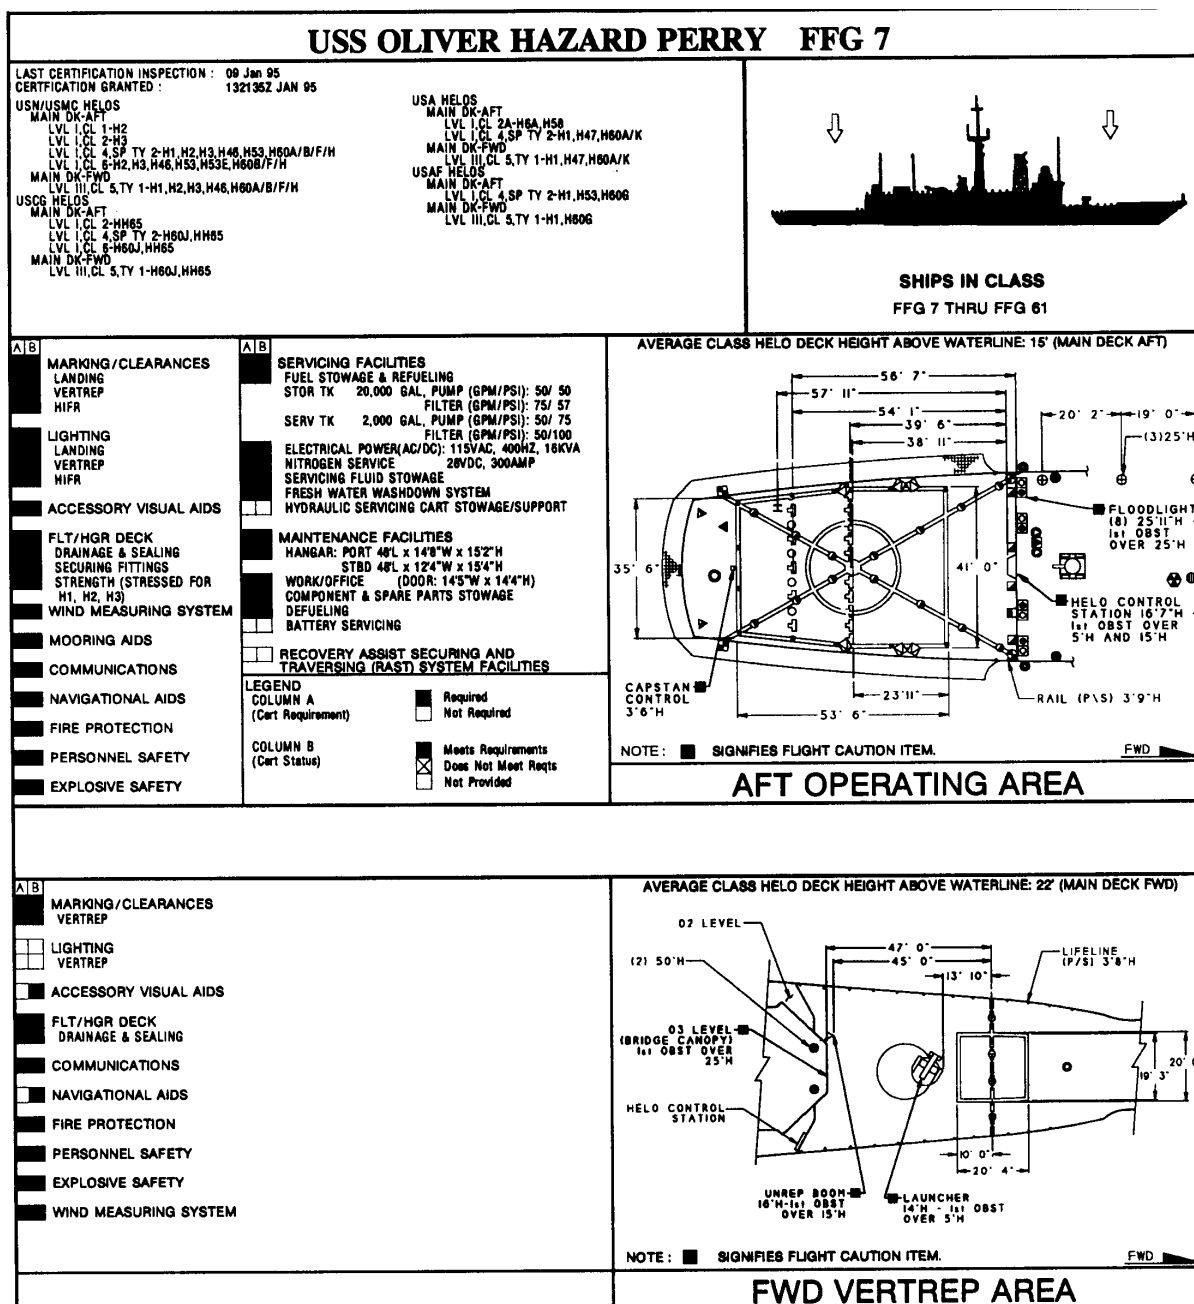 USS OLIVER HAZARD PERRY FFG 7
LAST CERTIFICATION INSPECTION : 09 Jan 95
CERTFICATION GRANTED : 132135Z JAN 95
USN/USMC HELOS
MAIN DK-AFT
LVL I,CL 1-H2
LVL I,CL 2-H3
LVL I,CL 4,SP TY 2-H1,H2,H3,H46,H53,H60A/B/F/H
LVL I,CL 6-H2,H3,H46,H53,H53E,H60B/F/H
MAIN DK-FWD
LVL III,CL 5,TY 1-H1,H2,H3,H46,H60A/B/F/H
USCG HELOS
MAIN DK-AFT
LVL I,CL 2-HH65
LVL I,CL 4,SP TY 2-H60J,HH65
LVL I,CL 6-H60J,HH65
MAIN DK-FWD
LVL III,CL 5,TY 1-H60J,HH65
USA HELOS
MAIN DK-AFT
LVL I,CL 2A-H6A,H58
LVL I,CL 4,SP TY 2-H1,H47,H60A/K
MAIN DK-FWD
LVL III,CL 5,TY 1-H1,H47,H60A/K
USAF HELOS
MAIN DK-AFT
LVL I,CL 4,SP TY 2-H1,H53,H60G
MAIN DK-FWD
LVL III,CL 5,TY 1-H1,H60G
SHIPS IN CLASS
FFG 7 THRU FFG 61
A B
MARKING/CLEARANCES
LANDING
VERTREP
HIFR
LIGHTING
LANDING
VERTREP
HIFR
ACCESSORY VISUAL AIDS
FLT/HGR DECK
DRAINAGE & SEALING
SECURING FITTINGS
STRENGTH (STRESSED FOR
H1, H2, H3)
WIND MEASURING SYSTEM
MOORING AIDS
COMMUNICATIONS
NAVIGATIONAL AIDS
FIRE PROTECTION
PERSONNEL SAFETY
EXPLOSIVE SAFETY
A B
SERVICING FACILITIES
FUEL STOWAGE & REFUELING
STOR TK 20,000 GAL, PUMP (GPM/PSI): 50/ 50
FILTER (GPM/PSI): 75/ 57
SERV TK 2,000 GAL, PUMP (GPM/PSI): 50/ 75
FILTER (GPM/PSI): 50/100
ELECTRICAL POWER(AC/DC): 115VAC, 400HZ, 16KVA
NITROGEN SERVICE 28VDC, 300AMP
SERVICING FLUID STOWAGE
FRESH WATER WASHDOWN SYSTEM
HYDRAULIC SERVICING CART STOWAGE/SUPPORT
MAINTENANCE FACILITIES
HANGAR: PORT 48'L x 14'8"W x 15'2"H
STBD 48'L x 12'4"W x 15'4"H
WORK/OFFICE (DOOR: 14'5"W x 14'4"H)
COMPONENT & SPARE PARTS STOWAGE
DEFUELING
BATTERY SERVICING
RECOVERY ASSIST SECURING AND
TRAVERSING (RAST) SYSTEM FACILITIES
LEGEND
COLUMN A
(Cert Requirement)
Required
Not Required
COLUMN B
(Cert Status)
Meets Requirements
Does Not Meet Reqts
Not Provided
AVERAGE CLASS HELO DECK HEIGHT ABOVE WATERLINE: 15' (MAIN DECK AFT)
56' 7"
57' 11"
54' 1"
39' 6"
38' 11"
20' 2"
19' 0"
(3)25'H
FLOODLIGHT
(8) 25'11"H -
1st OBST
OVER 25'H
35' 6"
41' 0"
HELO CONTROL
STATION 16'7"H -
1st OBST OVER
5'H AND 15'H
CAPSTAN
CONTROL
3'6"H
23'11"
53' 6"
RAIL (P\S) 3'9"H
NOTE : SIGNIFIES FLIGHT CAUTION ITEM.
FWD
AFT OPERATING AREA
A B
MARKING/CLEARANCES
VERTREP
LIGHTING
VERTREP
ACCESSORY VISUAL AIDS
FLT/HGR DECK
DRAINAGE & SEALING
COMMUNICATIONS
NAVIGATIONAL AIDS
FIRE PROTECTION
PERSONNEL SAFETY
EXPLOSIVE SAFETY
WIND MEASURING SYSTEM
AVERAGE CLASS HELO DECK HEIGHT ABOVE WATERLINE: 22' (MAIN DECK FWD)
02 LEVEL
47' 0"
45' 0"
13' 10"
LIFELINE
(P/S) 3'8"H
(2) 50'H
03 LEVEL
(BRIDGE CANOPY)
1st OBST OVER
25'H
19' 3"
20'
HELO CONTROL
STATION
10' 0"
20' 4"
UNREP BOOM
16'H-1st OBST
OVER 15'H
LAUNCHER
14'H - 1st OBST
OVER 5'H
NOTE : SIGNIFIES FLIGHT CAUTION ITEM.
FWD
FWD VERTREP AREA